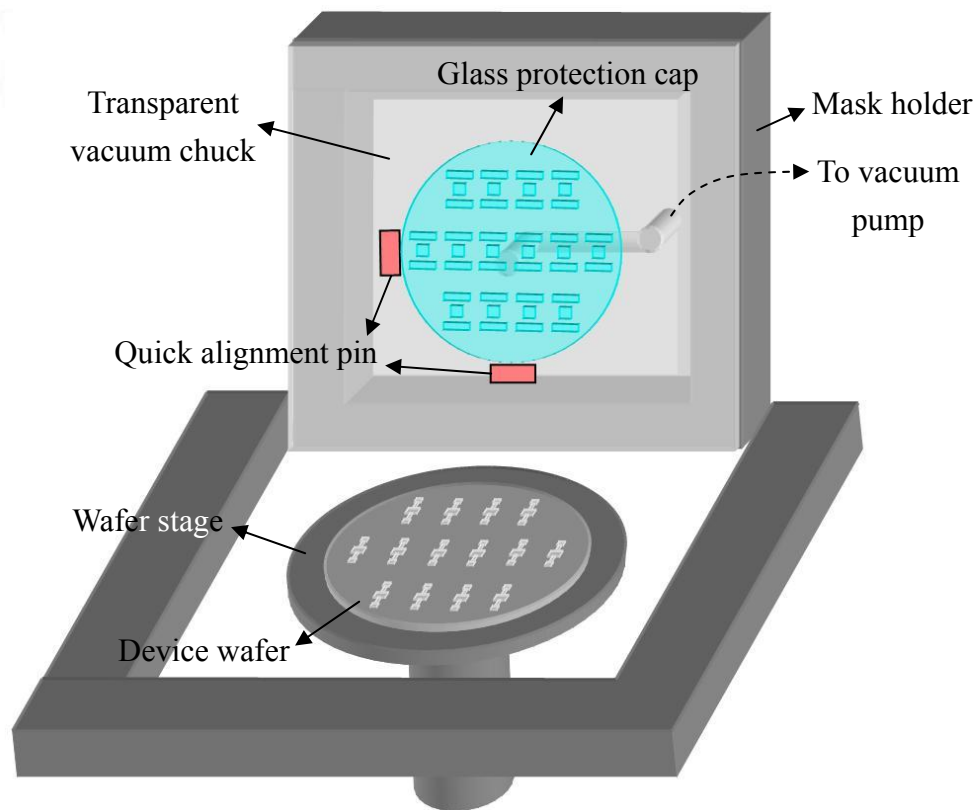 Glass protection cap
Transparent
vacuum chuck
Mask holder
To vacuum
pump
Quick alignment pin
Wafer stage
Device wafer